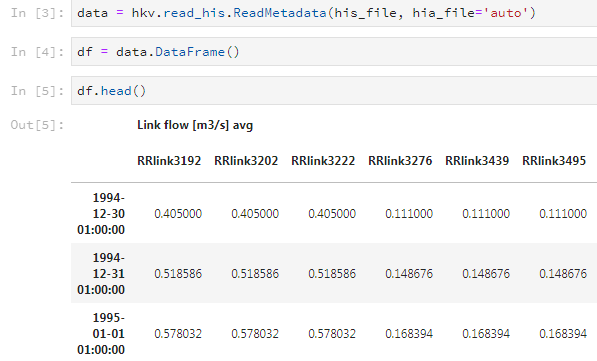 In [3]: data = hkv.read_his.ReadMetadata(his_file, hia_file='auto')
In [4]: df = data.DataFrame()
In [5]: df.head()
Out[5]: Link flow [m3/s] avg
RRlink3192 RRlink3202 RRlink3222 RRlink3276 RRlink3439 RRlink3495
1994-
12-30
01:00:00 0.405000 0.405000 0.405000 0.111000 0.111000 0.111000
1994-
12-31
01:00:00 0.518586 0.518586 0.518586 0.148676 0.148676 0.148676
1995-
01-01
01:00:00 0.578032 0.578032 0.578032 0.168394 0.168394 0.168394